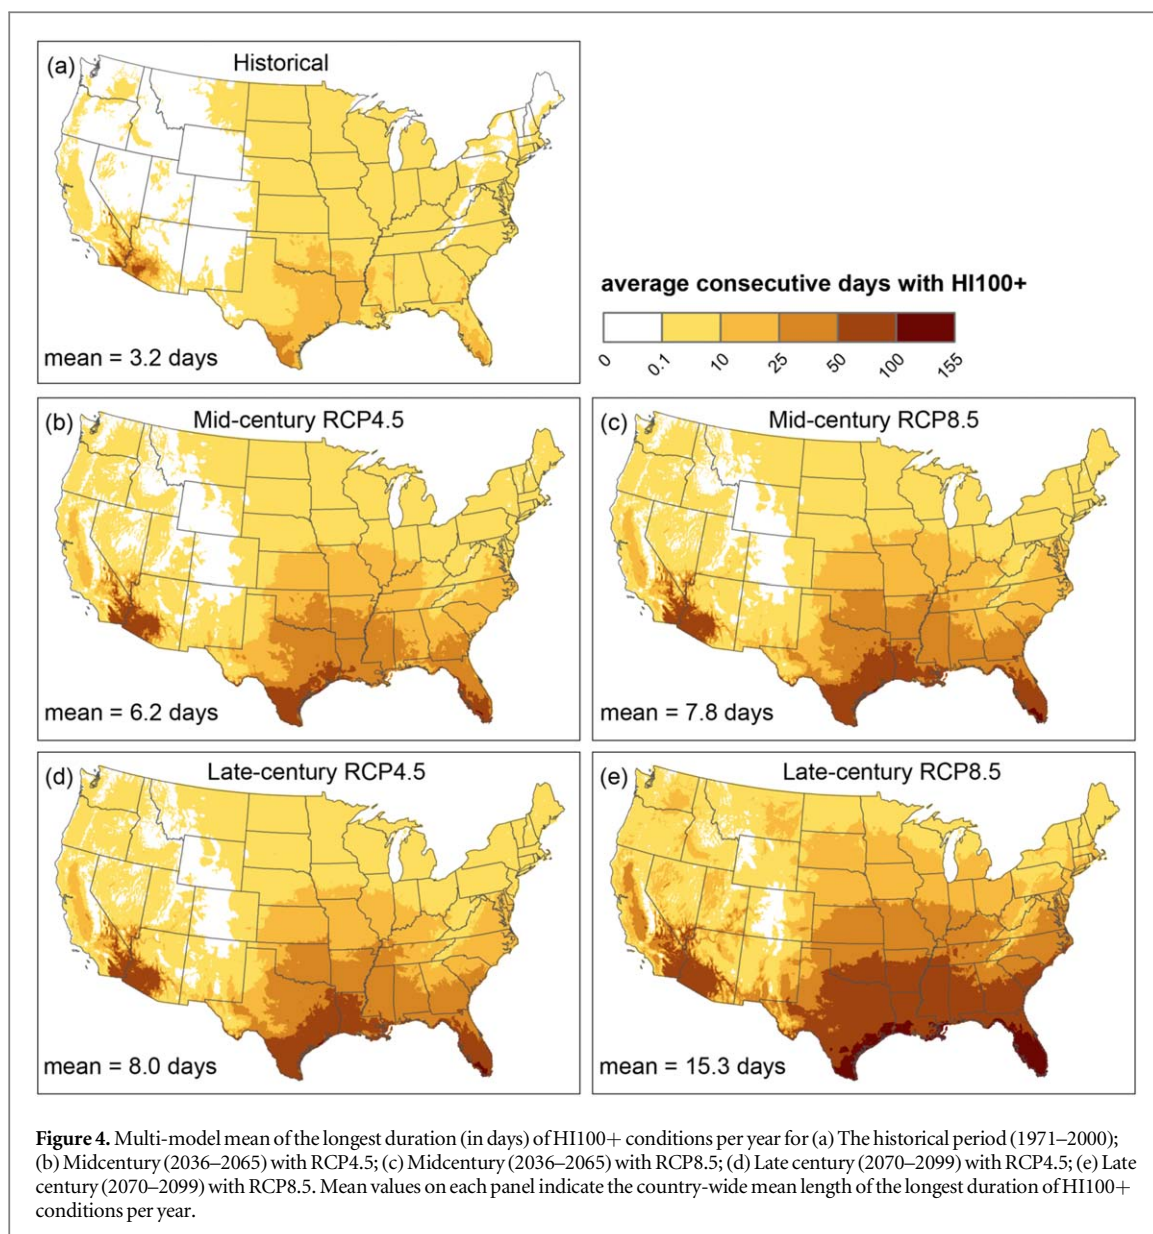 (a) Historical
mean = 3.2 days
average consecutive days with HI100+
0 0.1 10 25 50 100 155
(b) Mid-century RCP4.5
mean = 6.2 days
(c) Mid-century RCP8.5
mean = 7.8 days
(d) Late-century RCP4.5
mean = 8.0 days
(e) Late-century RCP8.5
mean = 15.3 days
Figure 4. Multi-model mean of the longest duration (in days) of HI100+ conditions per year for (a) The historical period (1971–2000);
(b) Midcentury (2036–2065) with RCP4.5; (c) Midcentury (2036–2065) with RCP8.5; (d) Late century (2070–2099) with RCP4.5; (e) Late
century (2070–2099) with RCP8.5. Mean values on each panel indicate the country-wide mean length of the longest duration of HI100+
conditions per year.